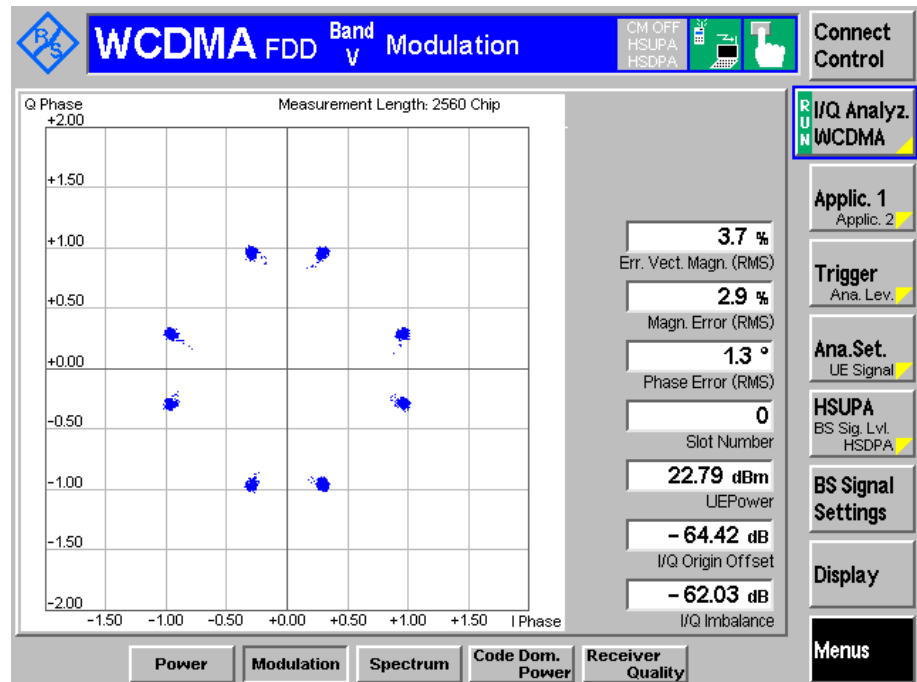 R&S
WCDMA FDD Band V Modulation
CM OFF
HSUPA
HSDPA
Connect Control
Q Phase
Measurement Length: 2560 Chip
+2.00
+1.50
+1.00
+0.50
+0.00
-0.50
-1.00
-1.50
-2.00
-1.50 -1.00 -0.50 +0.00 +0.50 +1.00 +1.50 I Phase
3.7 %
Err. Vect. Magn. (RMS)
2.9 %
Magn. Error (RMS)
1.3 °
Phase Error (RMS)
0
Slot Number
22.79 dBm
UEPower
- 64.42 dB
I/Q Origin Offset
- 62.03 dB
I/Q Imbalance
RUN
I/Q Analyz.
WCDMA
Applic. 1
Applic. 2
Trigger
Ana. Lev.
Ana.Set.
UE Signal
HSUPA
BS Sig. Lvl.
HSDPA
BS Signal
Settings
Display
Menus
Power
Modulation
Spectrum
Code Dom.
Power
Receiver
Quality